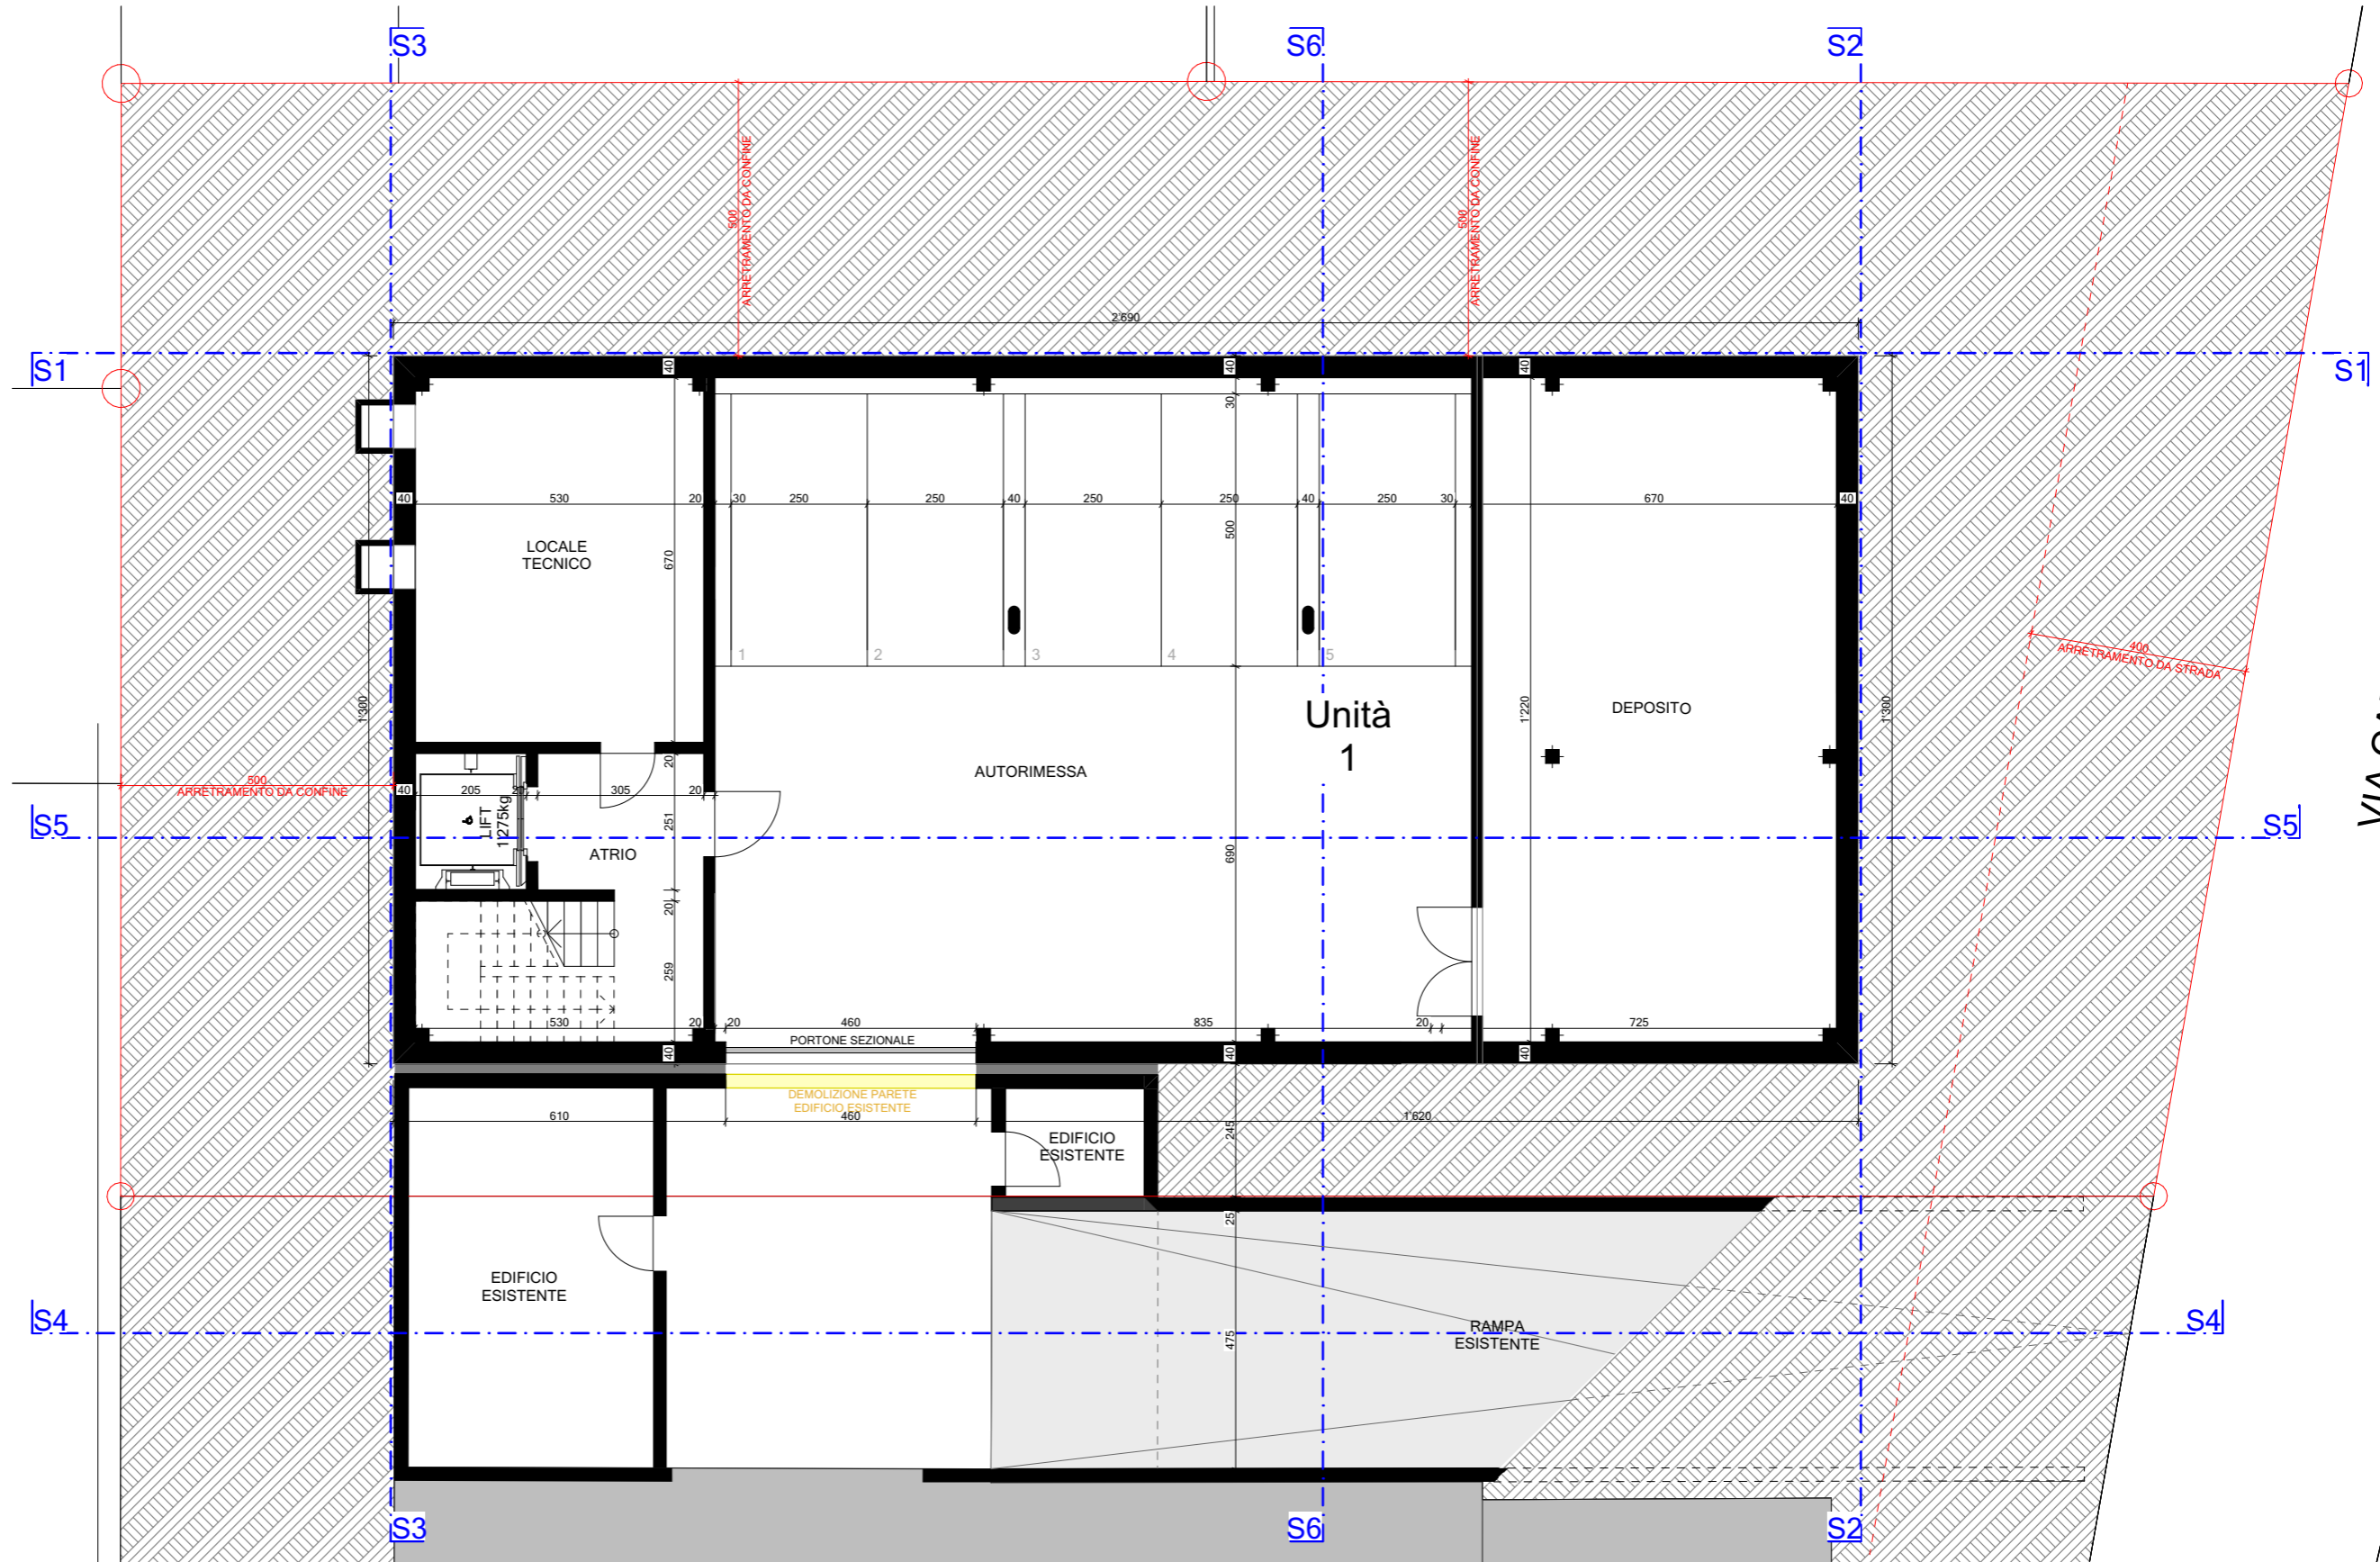 S3
S6
S2
500
ARRETRAMENTO DA CONFINE
500
ARRETRAMENTO DA CONFINE
2'690
S1
S1
40
40
40
30
40
530
20
30
250
250
40
250
250
40
250
30
670
40
500
LOCALE
TECNICO
670
1
2
3
4
5
400
ARRETRAMENTO DA STRADA
1'300
Unità
1
1'220
DEPOSITO
1'300
20
AUTORIMESSA
500
ARRETRAMENTO DA CONFINE
40
205
20
305
20
LIFT
1275kg
251
S5
S5
ATRIO
690
20
259
530
20
20
460
835
20
725
PORTONE SEZIONALE
40
40
40
DEMOLIZIONE PARETE
EDIFICIO ESISTENTE
610
460
1'620
245
EDIFICIO
ESISTENTE
25
EDIFICIO
ESISTENTE
S4
S4
RAMPA
ESISTENTE
475
S3
S6
S2